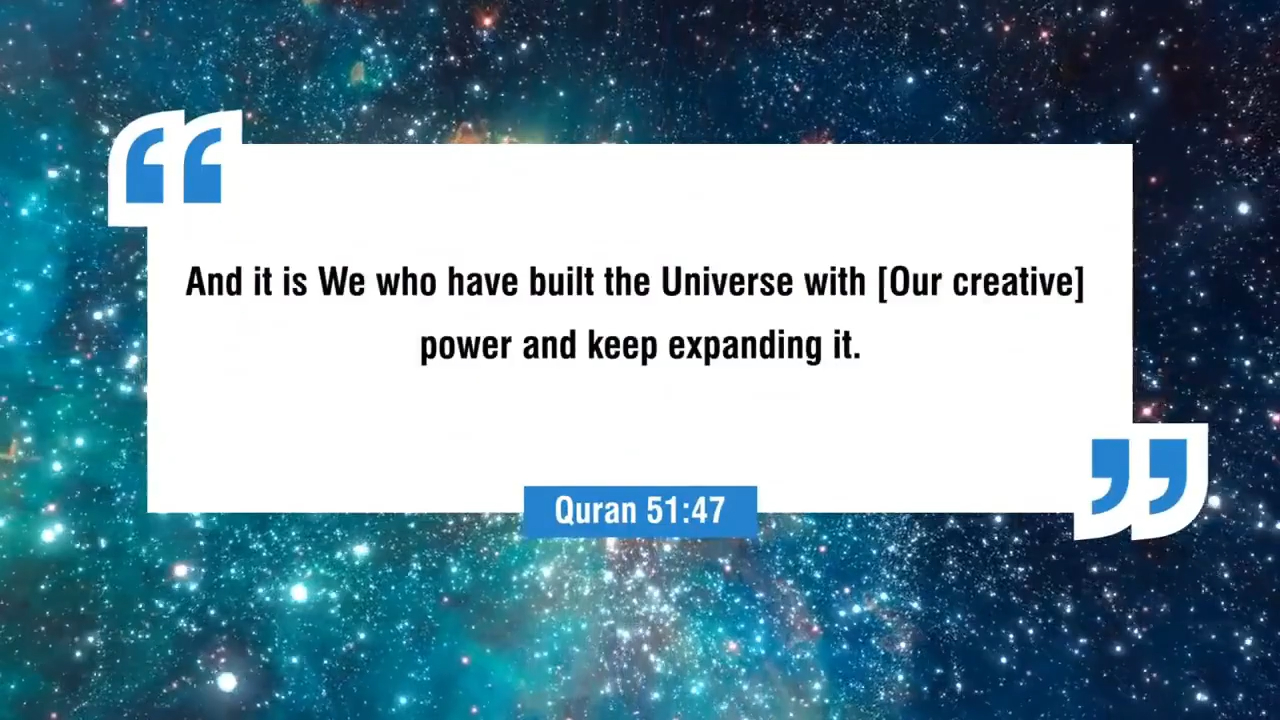 And it is We who have built the Universe with [Our creative]
power and keep expanding it.
Quran 51:47